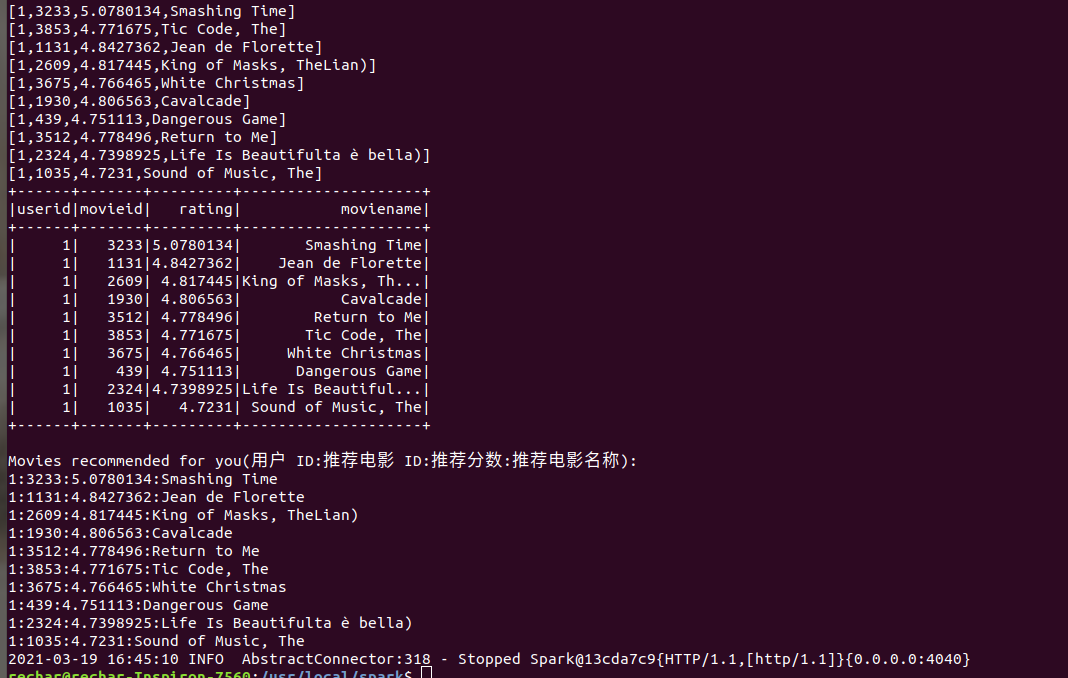 [1,3233,5.0780134,Smashing Time]
[1,3853,4.771675,Tic Code, The]
[1,1131,4.8427362,Jean de Florette]
[1,2609,4.817445,King of Masks, TheLian)]
[1,3675,4.766465,White Christmas]
[1,1930,4.806563,Cavalcade]
[1,439,4.751113,Dangerous Game]
[1,3512,4.778496,Return to Me]
[1,2324,4.7398925,Life Is Beautifulta è bella)]
[1,1035,4.7231,Sound of Music, The]
+------+-------+---------+--------------------+
|userid|movieid|   rating|           moviename|
+------+-------+---------+--------------------+
|     1|   3233|5.0780134|       Smashing Time|
|     1|   1131|4.8427362|    Jean de Florette|
|     1|   2609| 4.817445|King of Masks, Th...|
|     1|   1930| 4.806563|           Cavalcade|
|     1|   3512| 4.778496|        Return to Me|
|     1|   3853| 4.771675|       Tic Code, The|
|     1|   3675| 4.766465|     White Christmas|
|     1|    439| 4.751113|      Dangerous Game|
|     1|   2324|4.7398925|Life Is Beautiful...|
|     1|   1035|   4.7231| Sound of Music, The|
+------+-------+---------+--------------------+
Movies recommended for you(用户 ID:推荐电影 ID:推荐分数:推荐电影名称):
1:3233:5.0780134:Smashing Time
1:1131:4.8427362:Jean de Florette
1:2609:4.817445:King of Masks, TheLian)
1:1930:4.806563:Cavalcade
1:3512:4.778496:Return to Me
1:3853:4.771675:Tic Code, The
1:3675:4.766465:White Christmas
1:439:4.751113:Dangerous Game
1:2324:4.7398925:Life Is Beautifulta è bella)
1:1035:4.7231:Sound of Music, The
2021-03-19 16:45:10 INFO  AbstractConnector:318 - Stopped Spark@13cda7c9{HTTP/1.1,[http/1.1]}{0.0.0.0:4040}
rechar@rechar-Inspiron-7560:/usr/local/spark$